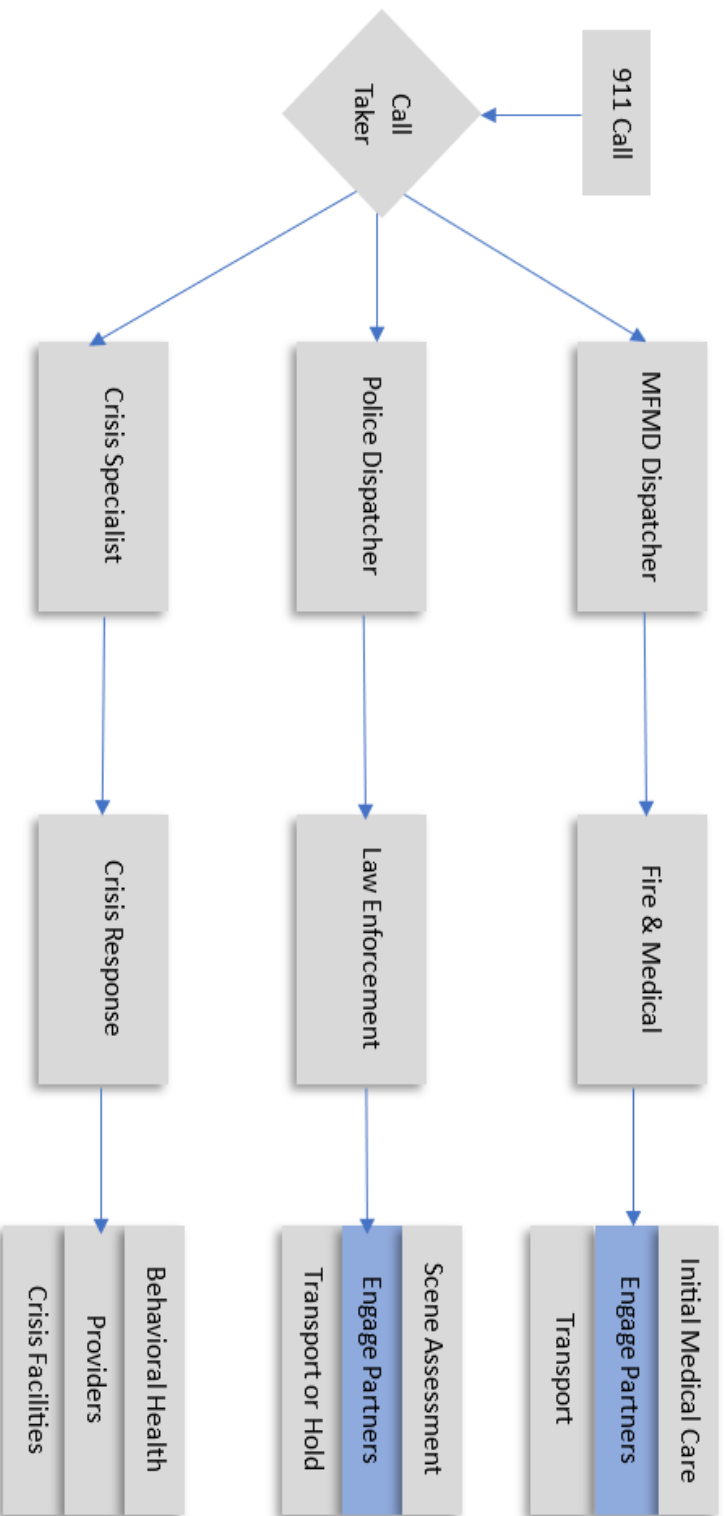 911 Call
Call
Taker
MFMD Dispatcher
Fire & Medical
Initial Medical Care
Engage Partners
Transport
Police Dispatcher
Law Enforcement
Scene Assessment
Engage Partners
Transport or Hold
Crisis Specialist
Crisis Response
Behavioral Health
Providers
Crisis Facilities